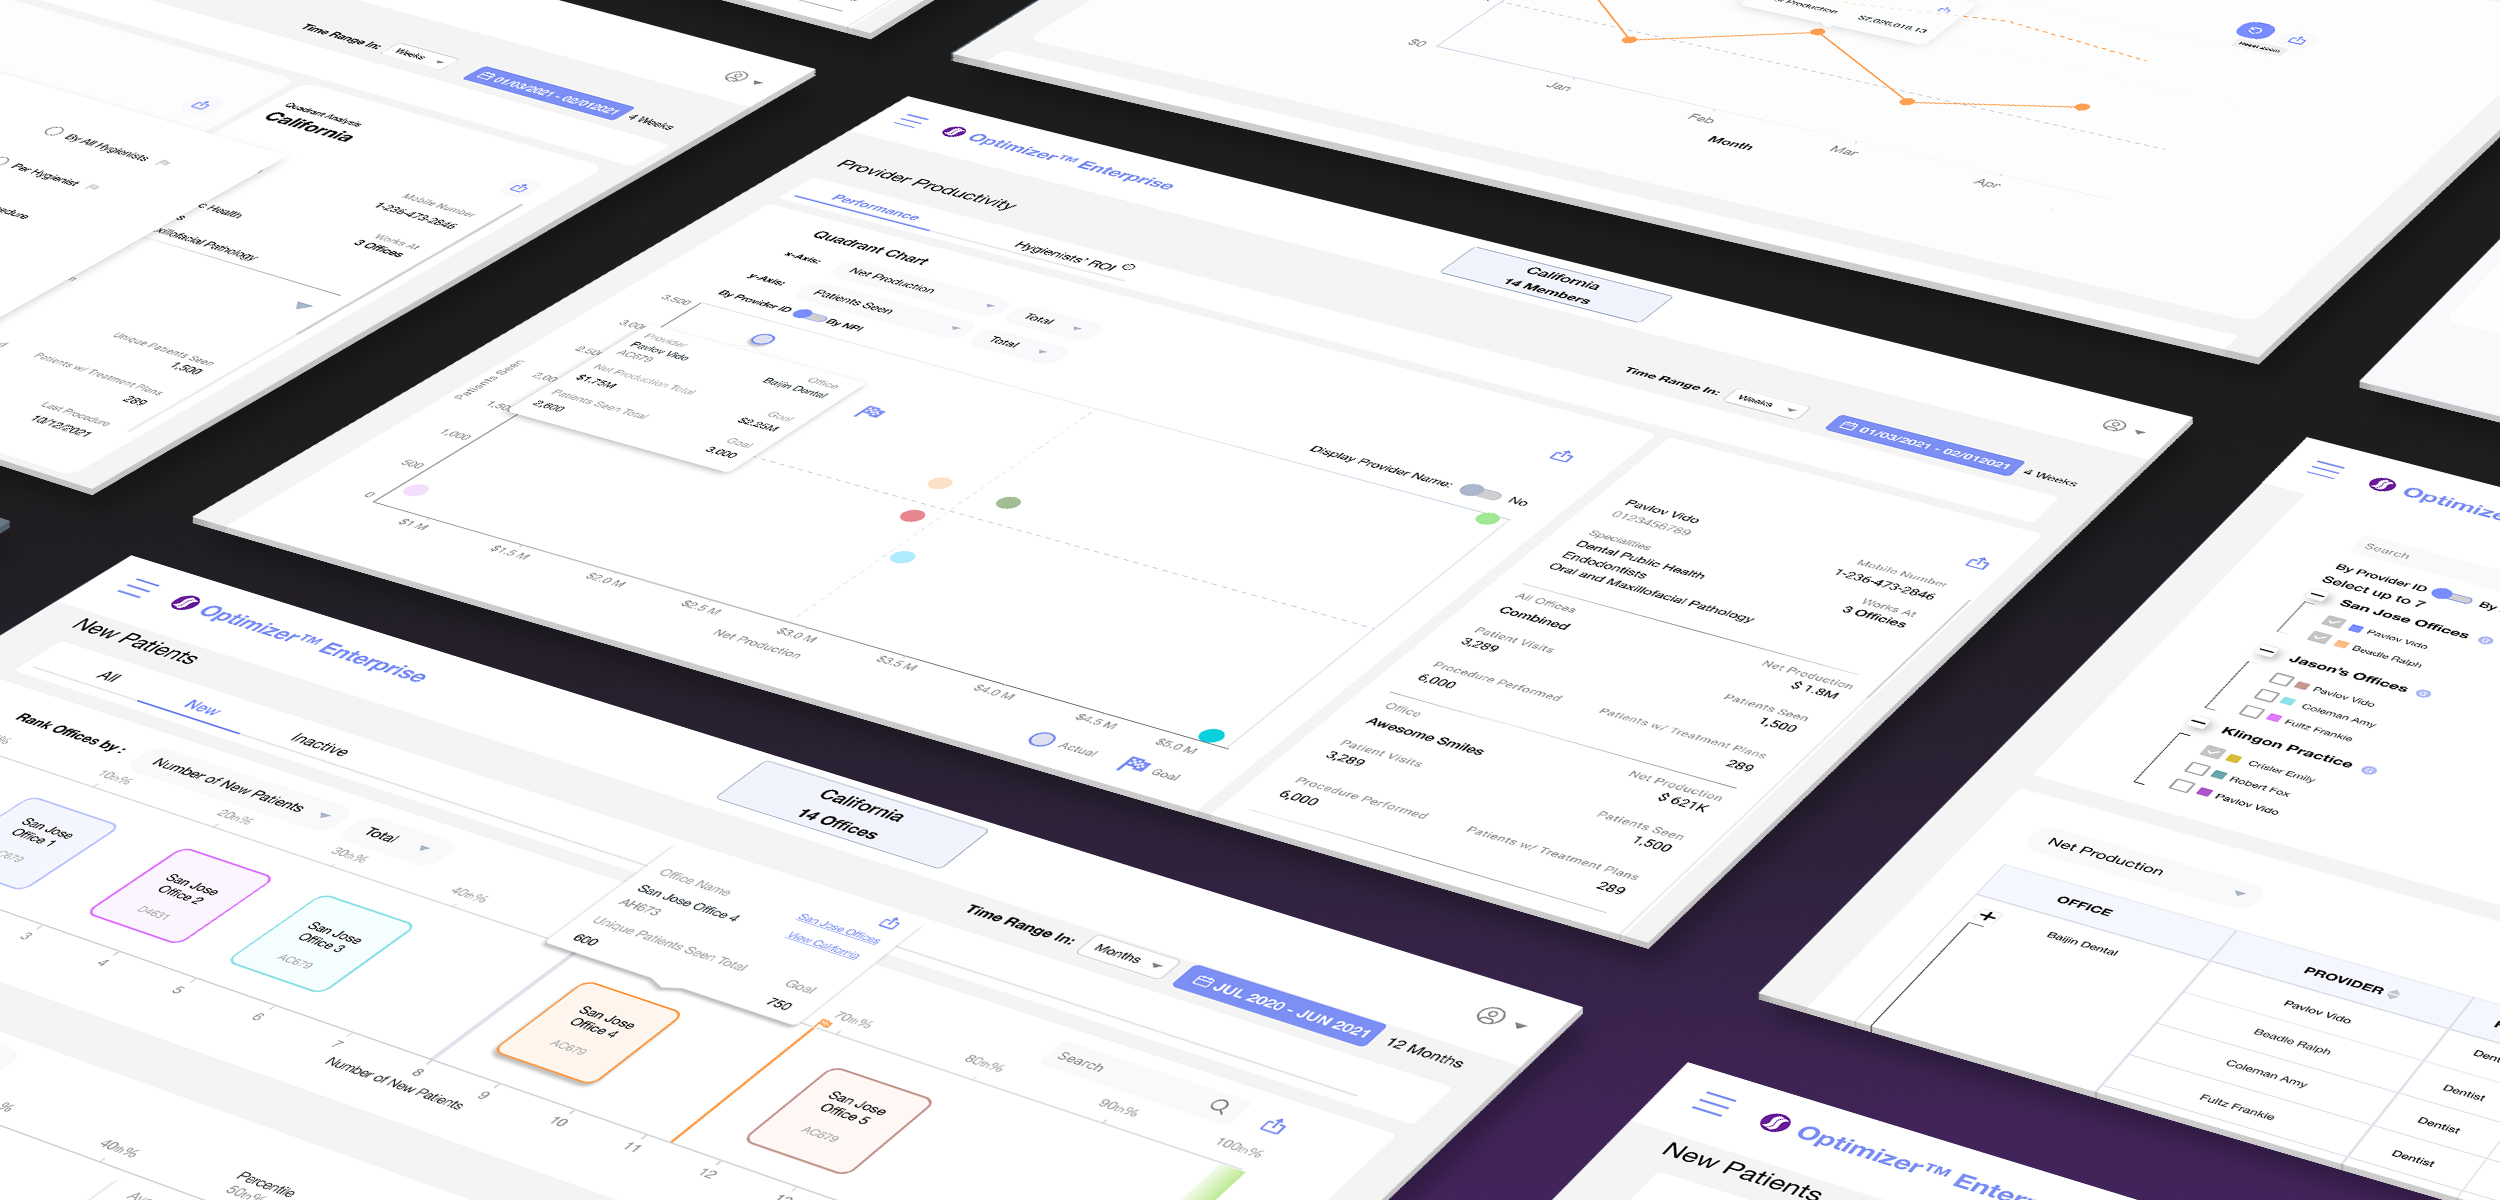 Time Range In:
Weeks
01/03/2021 - 02/012021
4 Weeks
Quadrant Analysis
California
By All Hygienists
Per Hygienist
Mobile Number
1-236-473-2846
Works At
3 Offices
c Health
s
xillofacial Pathology
Unique Patients Seen
1,500
Patients w/ Treatment Plans
289
Last Procedure
10/12/2021
Production
$7,026,018.13
$0
Jan
Feb
Mar
Apr
Month
Reset zoom
Optimizer™ Enterprise
Provider Productivity
Performance
Hygienists' ROI
Quadrant Chart
x-Axis:
Net Production
Total
y-Axis:
Patients Seen
Total
By Provider ID
By NPI
California
14 Members
Time Range In:
Weeks
01/03/2021 - 02/012021
4 Weeks
3,500
3,00
2,50
2,00
1,50
1,000
500
0
Patients Seen
Provider
Pavlov Vido
AC679
Office
Baijin Dental
Net Production Total
$1.75M
Goal
$2.25M
Patients Seen Total
2,600
Goal
3,000
Display Provider Name:
No
$1 M
$1.5 M
$2.0 M
$2.5 M
$3.0 M
$3.5 M
$4.0 M
$4.5 M
$5.0 M
Net Production
Actual
Goal
Pavlov Vido
0123456789
Specialities
Dental Public Health
Endodontists
Oral and Maxillofacial Pathology
Mobile Number
1-236-473-2846
Works At
3 Officies
All Offices
Combined
Patient Visits
3,289
Net Production
$ 1.8M
Procedure Performed
6,000
Patients Seen
1,500
Patients w/ Treatment Plans
289
Office
Awesome Smiles
Patient Visits
3,289
Net Production
$ 621K
Procedure Performed
6,000
Patients Seen
1,500
Patients w/ Treatment Plans
289
Optimizer™ Enterprise
New Patients
All
New
Inactive
Rank Offices by :
Number of New Patients
Total
California
14 Offices
Time Range In:
Months
JUL 2020 - JUN 2021
12 Months
Search
10th%
20th%
30th%
40th%
70th%
80th%
90th%
100th%
San Jose
Office 1
C679
San Jose
Office 2
D4631
San Jose
Office 3
AC679
San Jose
Office 4
AC679
San Jose
Office 5
AC679
Office Name
San Jose Office 4
AH673
San Jose Offices
View California
Unique Patients Seen Total
600
Goal
750
3
4
5
6
7
8
9
10
11
12
13
Number of New Patients
40th%
Percentile
50th%
Optimize
Search
By Provider ID
By
Select up to 7
San Jose Offices
Pavlov Vido
Beadle Ralph
Jason's Offices
Pavlov Vido
Coleman Amy
Fultz Frankie
Klingon Practice
Crisler Emily
Robert Fox
Pavlov Vido
Net Production
OFFICE
PROVIDER
Baijin Dental
Pavlov Vido
Beadle Ralph
Coleman Amy
Fultz Frankie
Dent
Dentist
Dentist
Dentist
Optimizer™ Enter
New Patients